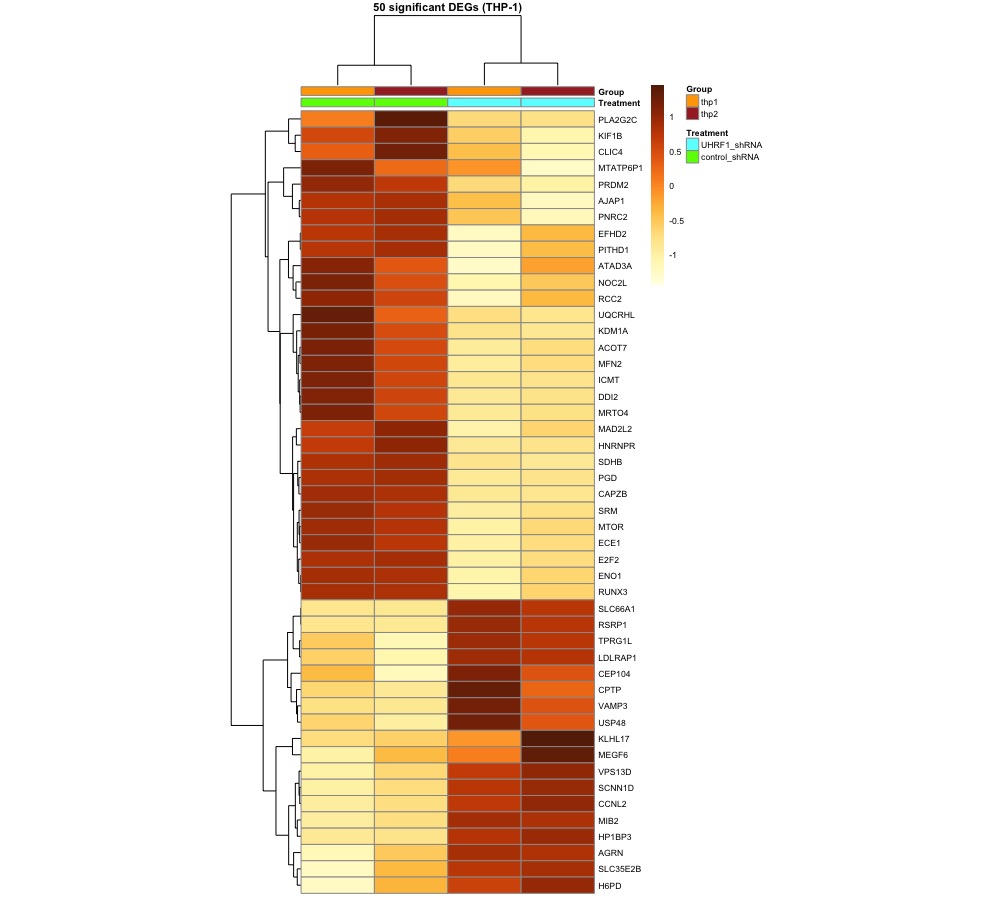 50 significant DEGs (THP-1)
Group
Treatment
PLA2G2C
KIF1B
CLIC4
MTATP6P1
PRDM2
AJAP1
PNRC2
EFHD2
PITHD1
ATAD3A
NOC2L
RCC2
UQCRHL
KDM1A
ACOT7
MFN2
ICMT
DDI2
MRTO4
MAD2L2
HNRNPR
SDHB
PGD
CAPZB
SRM
MTOR
ECE1
E2F2
ENO1
RUNX3
SLC66A1
RSRP1
TPRG1L
LDLRAP1
CEP104
CPTP
VAMP3
USP48
KLHL17
MEGF6
VPS13D
SCNN1D
CCNL2
MIB2
HP1BP3
AGRN
SLC35E2B
H6PD
1
0.5
0
-0.5
-1
Group
thp1
thp2
Treatment
UHRF1_shRNA
control_shRNA